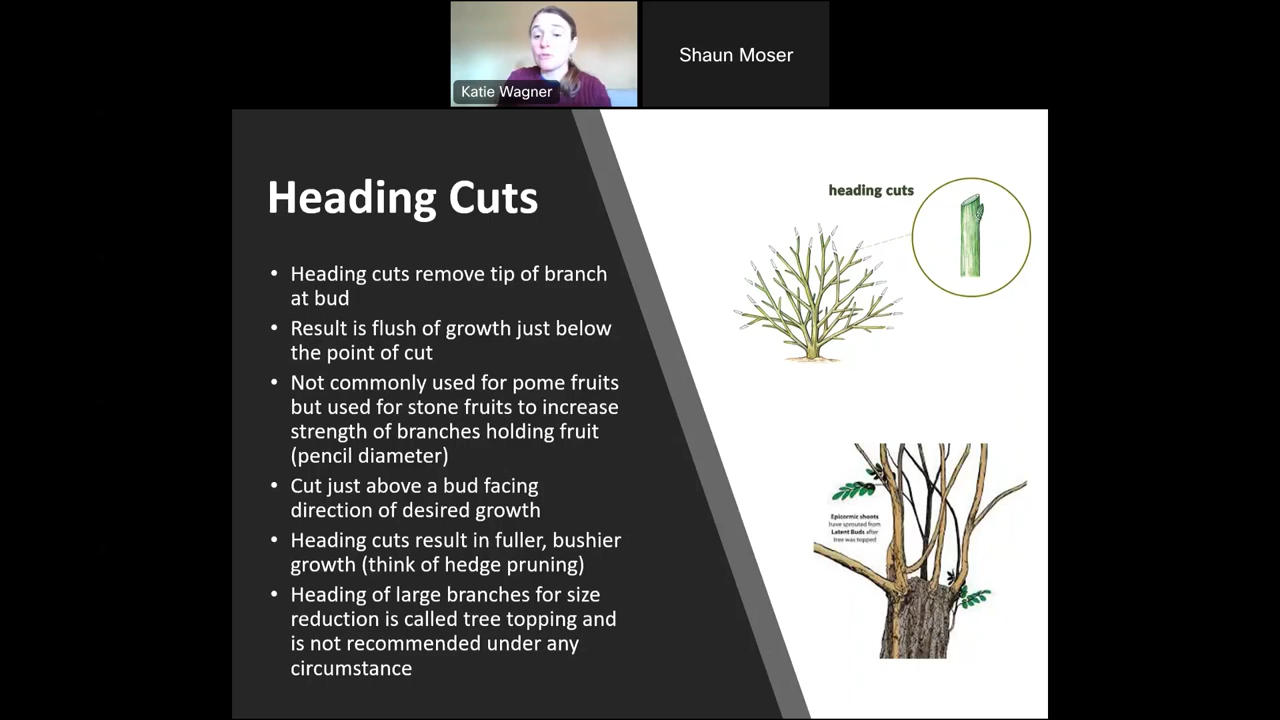 Katie Wagner
Shaun Moser
Heading Cuts
• Heading cuts remove tip of branch
at bud
• Result is flush of growth just below
the point of cut
• Not commonly used for pome fruits
but used for stone fruits to increase
strength of branches holding fruit
(pencil diameter)
• Cut just above a bud facing
direction of desired growth
• Heading cuts result in fuller, bushier
growth (think of hedge pruning)
• Heading of large branches for size
reduction is called tree topping and
is not recommended under any
circumstance
heading cuts
Epicormic shoots
have sprouted from
Latent Buds after
tree was topped